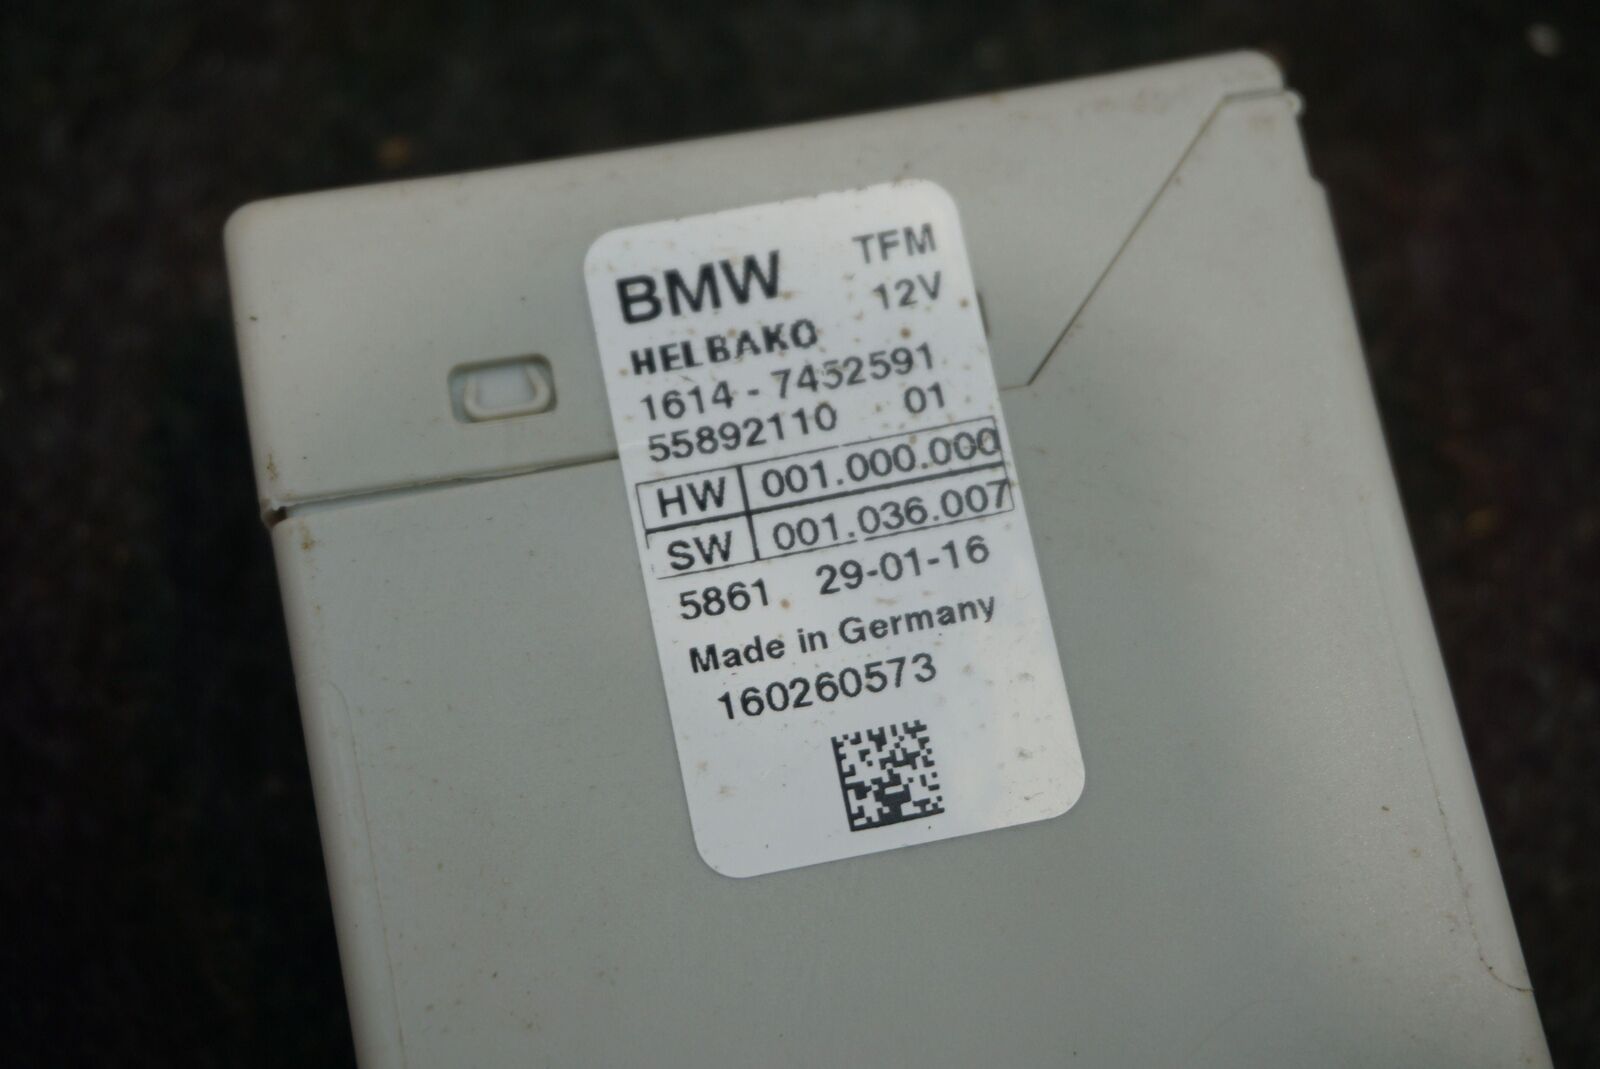 BMW TFM
12V
HELBAKO
1614 - 7452591
55892110 01
HW 001.000.000
SW 001.036.007
5861 29-01-16
Made in Germany
160260573